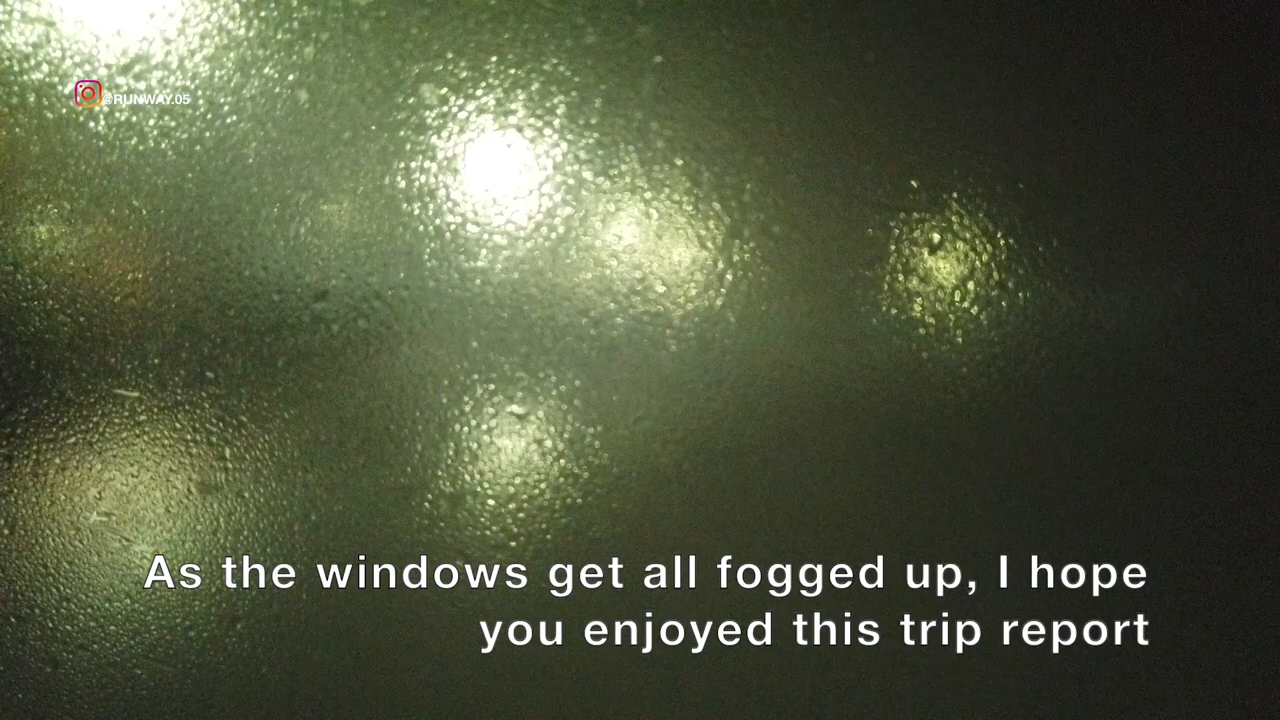 @RUNWAY.05
As the windows get all fogged up, I hope
you enjoyed this trip report